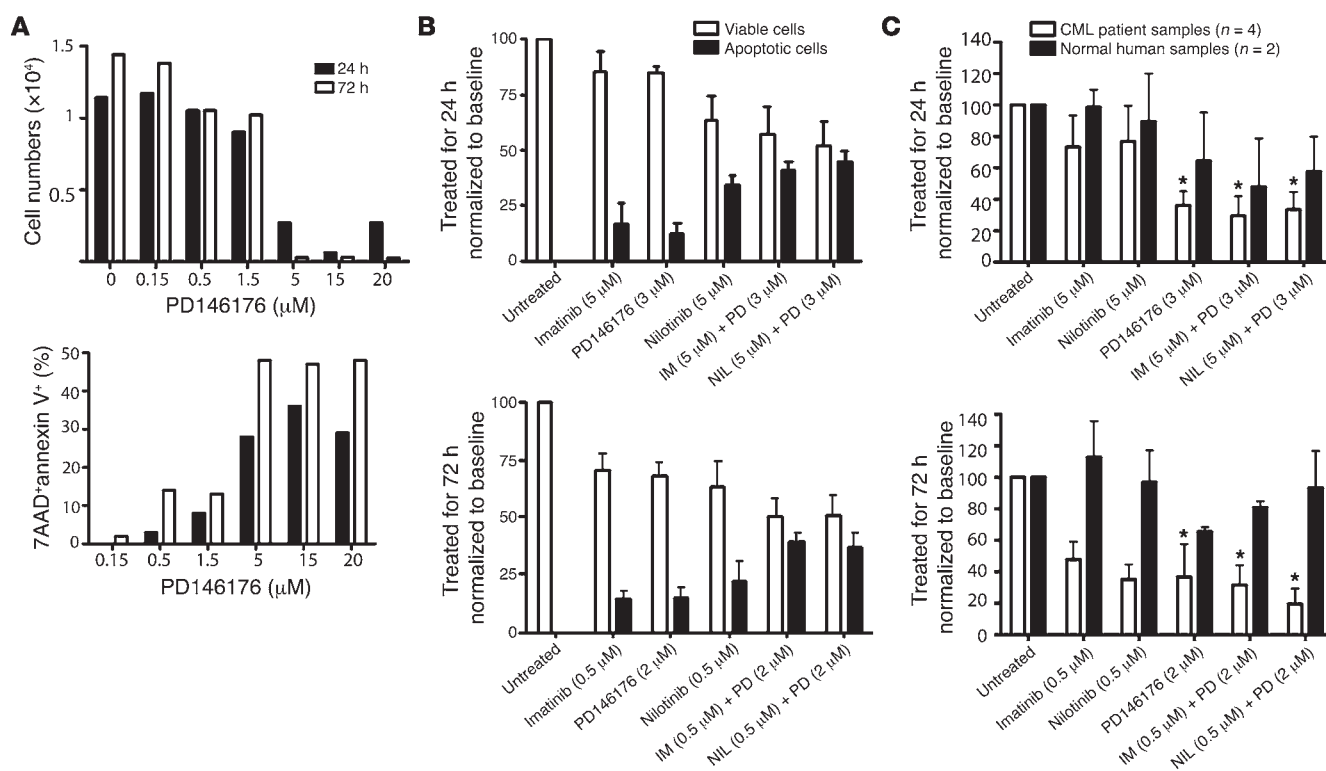 A
Cell numbers (×10⁴)
1.5
1
0.5
24 h
72 h
0 0.15 0.5 1.5 5 15 20
PD146176 (μM)
7AAD⁺annexin V⁺ (%)
50
40
30
20
10
0
0.15 0.5 1.5 5 15 20
PD146176 (μM)
B
Viable cells
Apoptotic cells
Treated for 24 h
normalized to baseline
100
75
50
25
0
Untreated
Imatinib (5 μM)
PD146176 (3 μM)
Nilotinib (5 μM)
IM (5 μM) + PD (3 μM)
NIL (5 μM) + PD (3 μM)
Treated for 72 h
normalized to baseline
100
75
50
25
0
Untreated
Imatinib (0.5 μM)
PD146176 (2 μM)
Nilotinib (0.5 μM)
IM (0.5 μM) + PD (2 μM)
NIL (0.5 μM) + PD (2 μM)
C
CML patient samples (n = 4)
Normal human samples (n = 2)
Treated for 24 h
normalized to baseline
140
120
100
80
60
40
20
0
* * *
Untreated
Imatinib (5 μM)
Nilotinib (5 μM)
PD146176 (3 μM)
IM (5 μM) + PD (3 μM)
NIL (5 μM) + PD (3 μM)
Treated for 72 h
normalized to baseline
140
120
100
80
60
40
20
0
* * *
Untreated
Imatinib (0.5 μM)
Nilotinib (0.5 μM)
PD146176 (2 μM)
IM (0.5 μM) + PD (2 μM)
NIL (0.5 μM) + PD (2 μM)